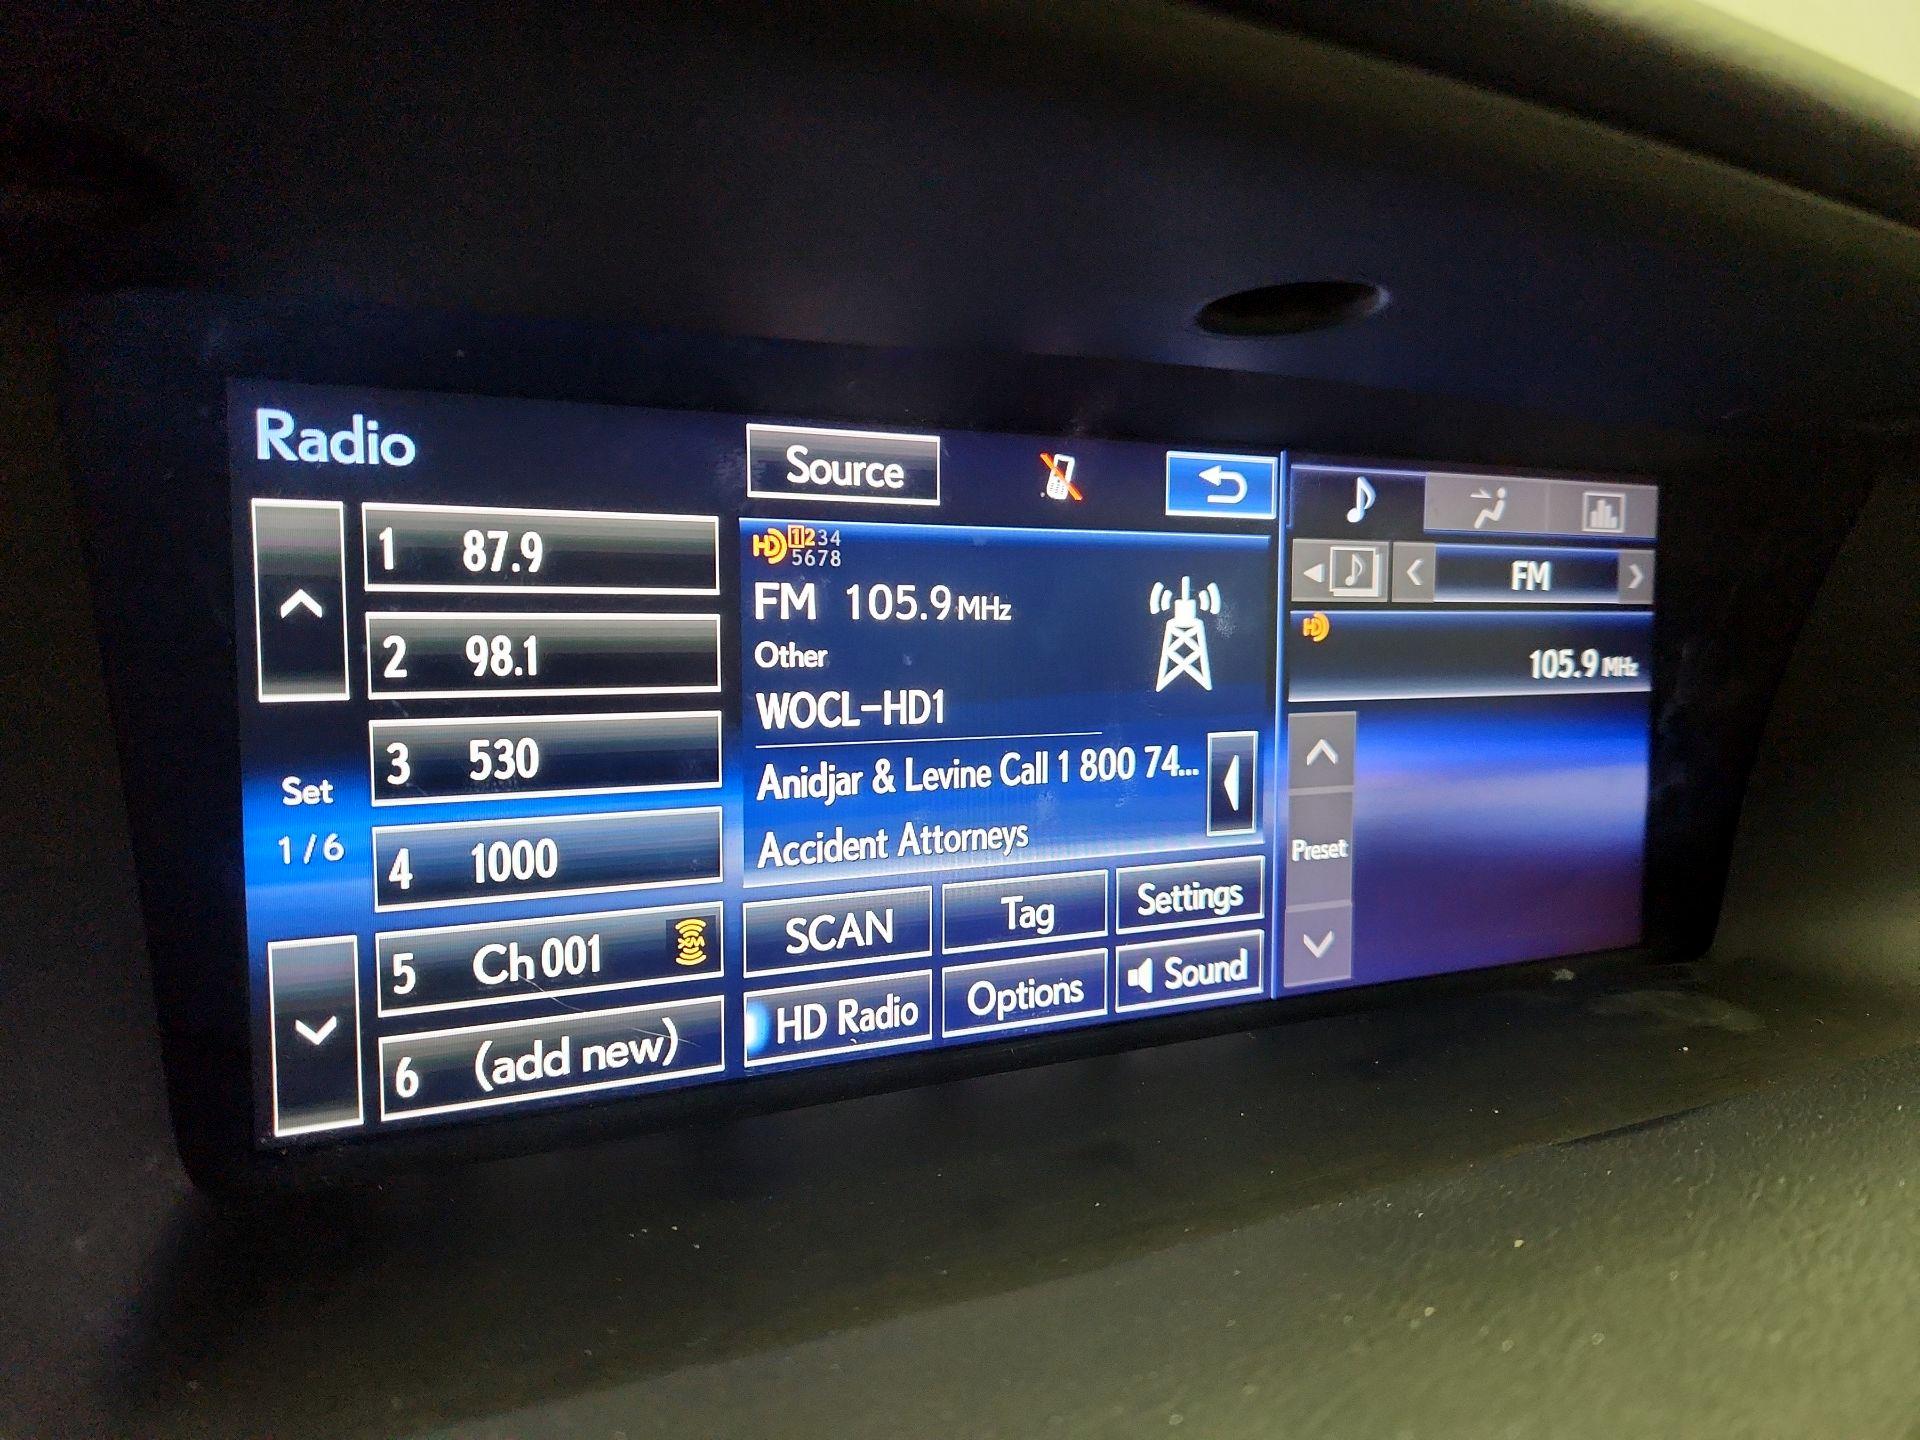 Radio
Source
1 87.9
2 98.1
3 530
4 1000
5 Ch 001 XM
6 (add new)
Set
1/6
HD 1234
5678
FM 105.9 MHz
Other
WOCL-HD1
Anidjar & Levine Call 1 800 74...
Accident Attorneys
SCAN
Tag
Settings
HD Radio
Options
Sound
FM
HD
105.9 MHz
Preset